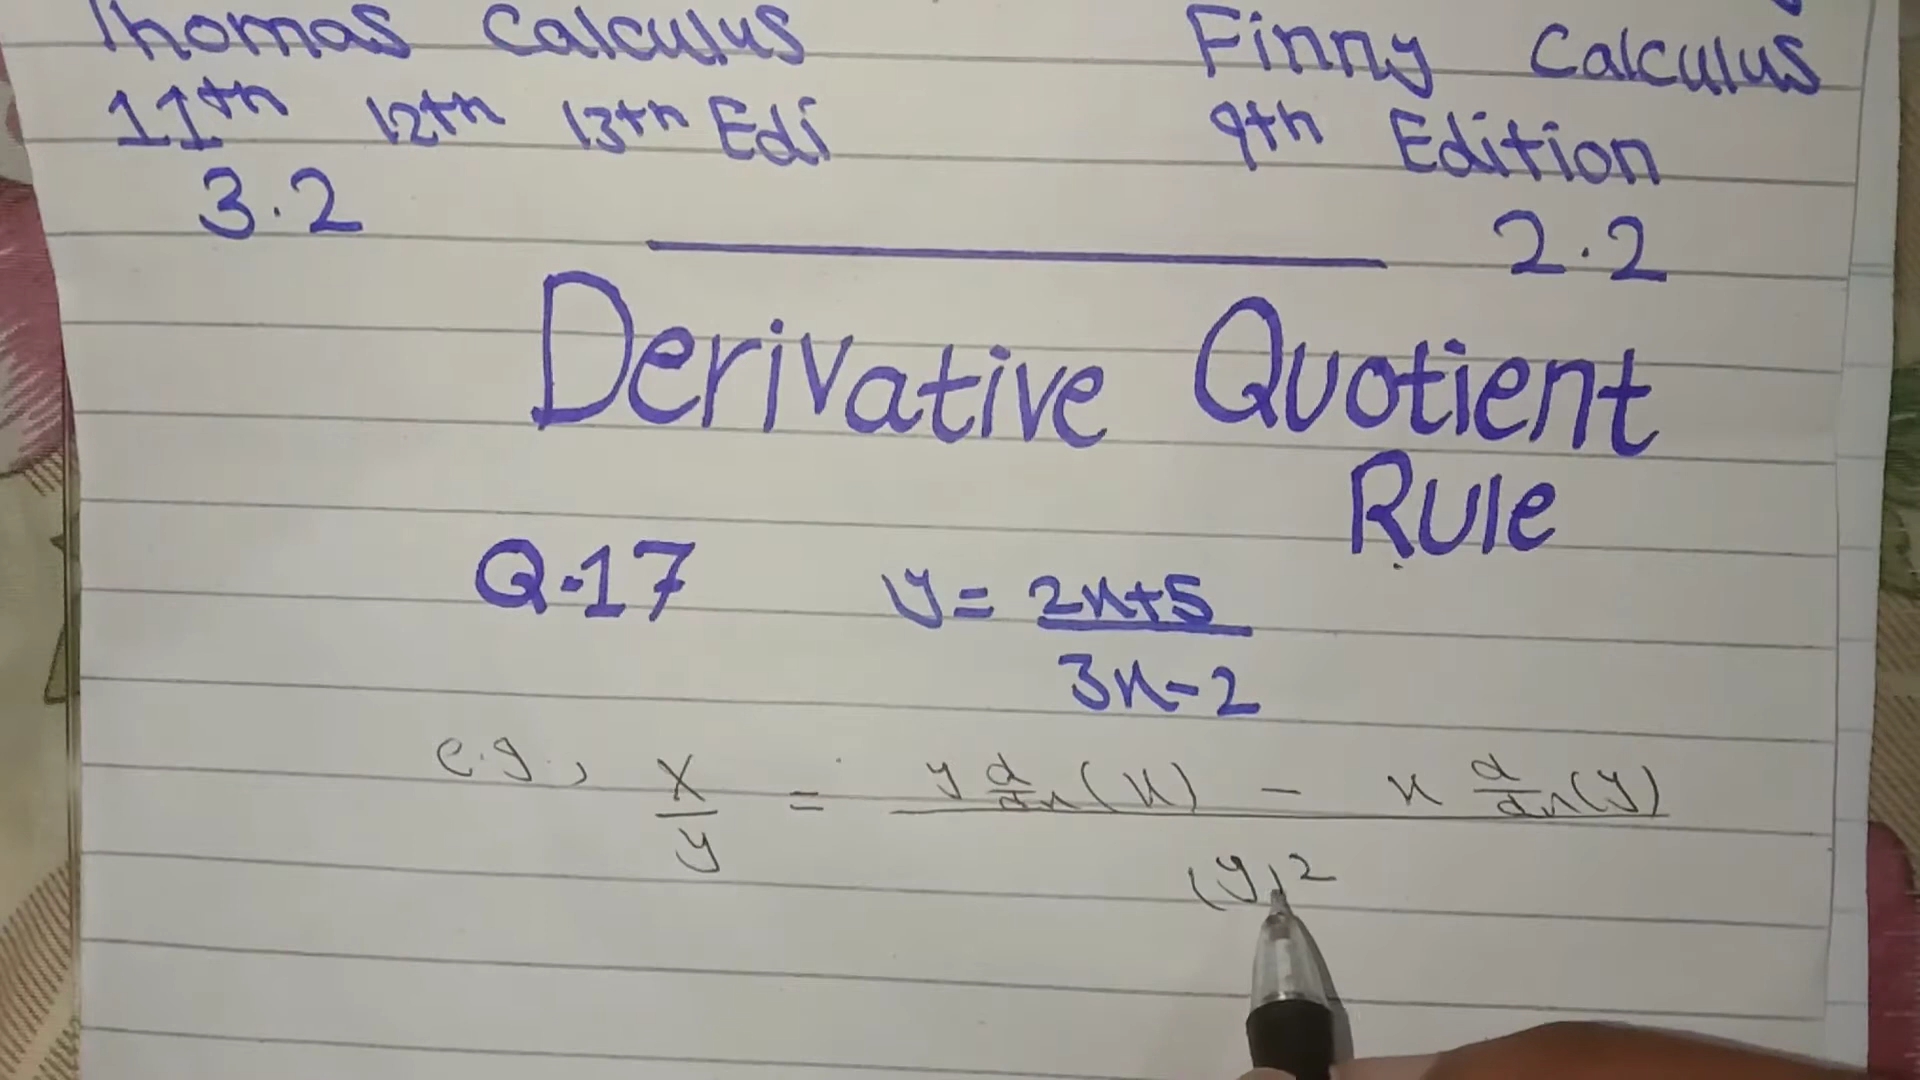 Thomas Calculus
11th 12th 13th Edi
3.2
Finny Calculus
9th Edition
2.2
Derivative Quotient
Rule
Q.17 y = 2x+5
3x-2
e.g., x/y = y d/dx (x) - x d/dx (y)
(y)2